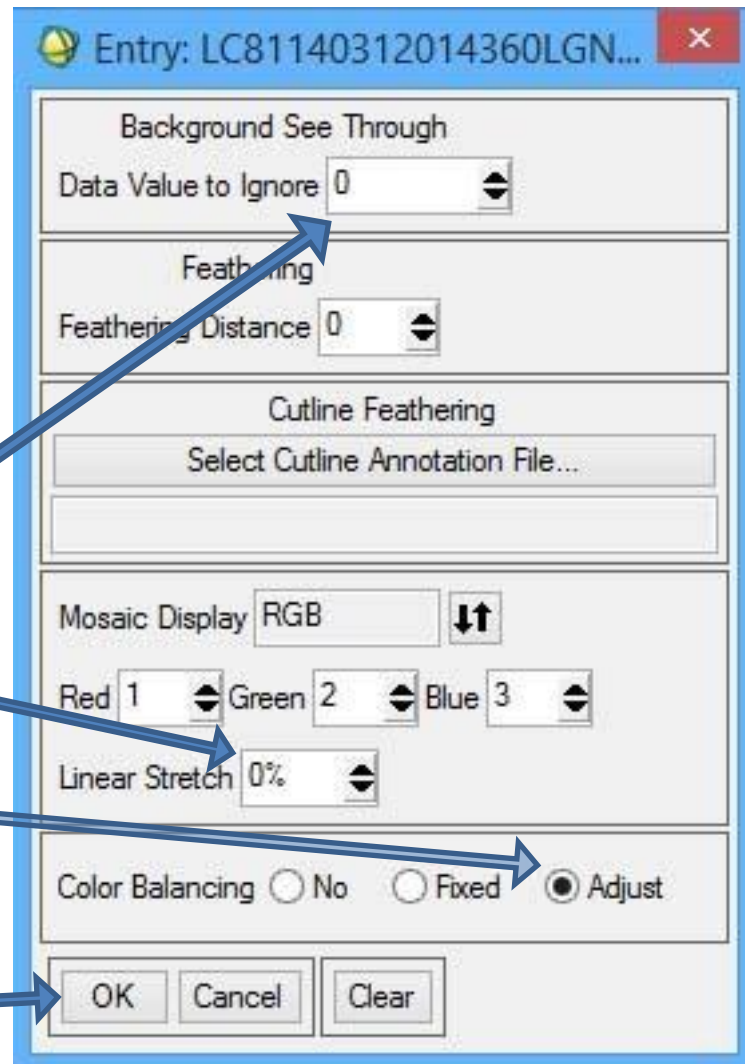 Entry: LC81140312014360LGN...
Background See Through
Data Value to Ignore 0
Feathering
Feathering Distance 0
Cutline Feathering
Select Cutline Annotation File...
Mosaic Display RGB
Red 1 Green 2 Blue 3
Linear Stretch 0%
Color Balancing No Fixed Adjust
OK Cancel Clear